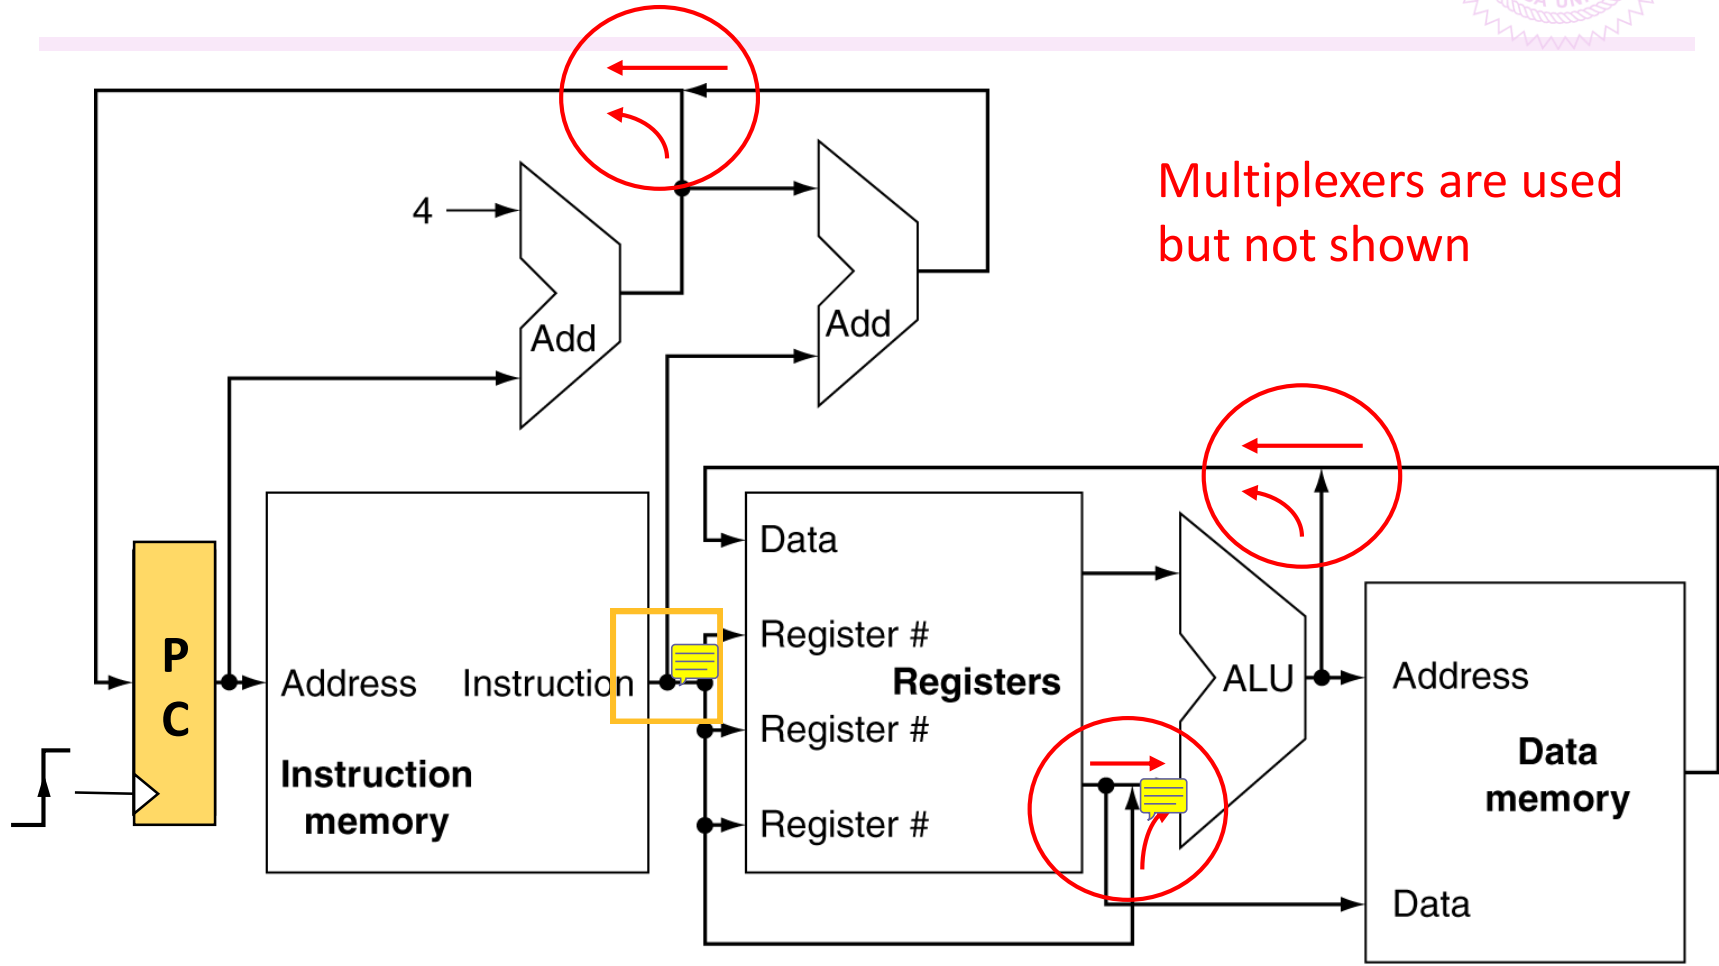 Multiplexers are used
but not shown
4
Add
Add
P
C
Address
Instruction
Instruction
memory
Data
Register #
Registers
Register #
Register #
ALU
Address
Data
memory
Data